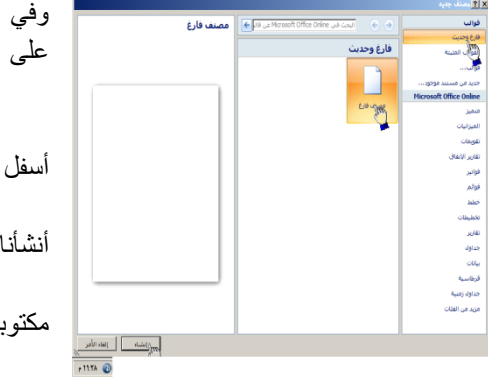 وفي
على
أسفل
أنشأنا
مكتوب
مصنف جديد
قوالب
فارغ وحديث
القوالب المثبتة
قوالب...
جديد من مستند موجود...
Microsoft Office Online
متميز
الميزانيات
تقويمات
تقارير الإنفاق
فواتير
قوائم
خطط
تخطيطات
تقارير
جداول
بيانات
قرطاسية
جداول زمنية
مزيد من الفئات
البحث في Microsoft Office Online عن
فارغ وحديث
مصنف فارغ
مصنف فارغ
إنشاء
إلغاء الأمر